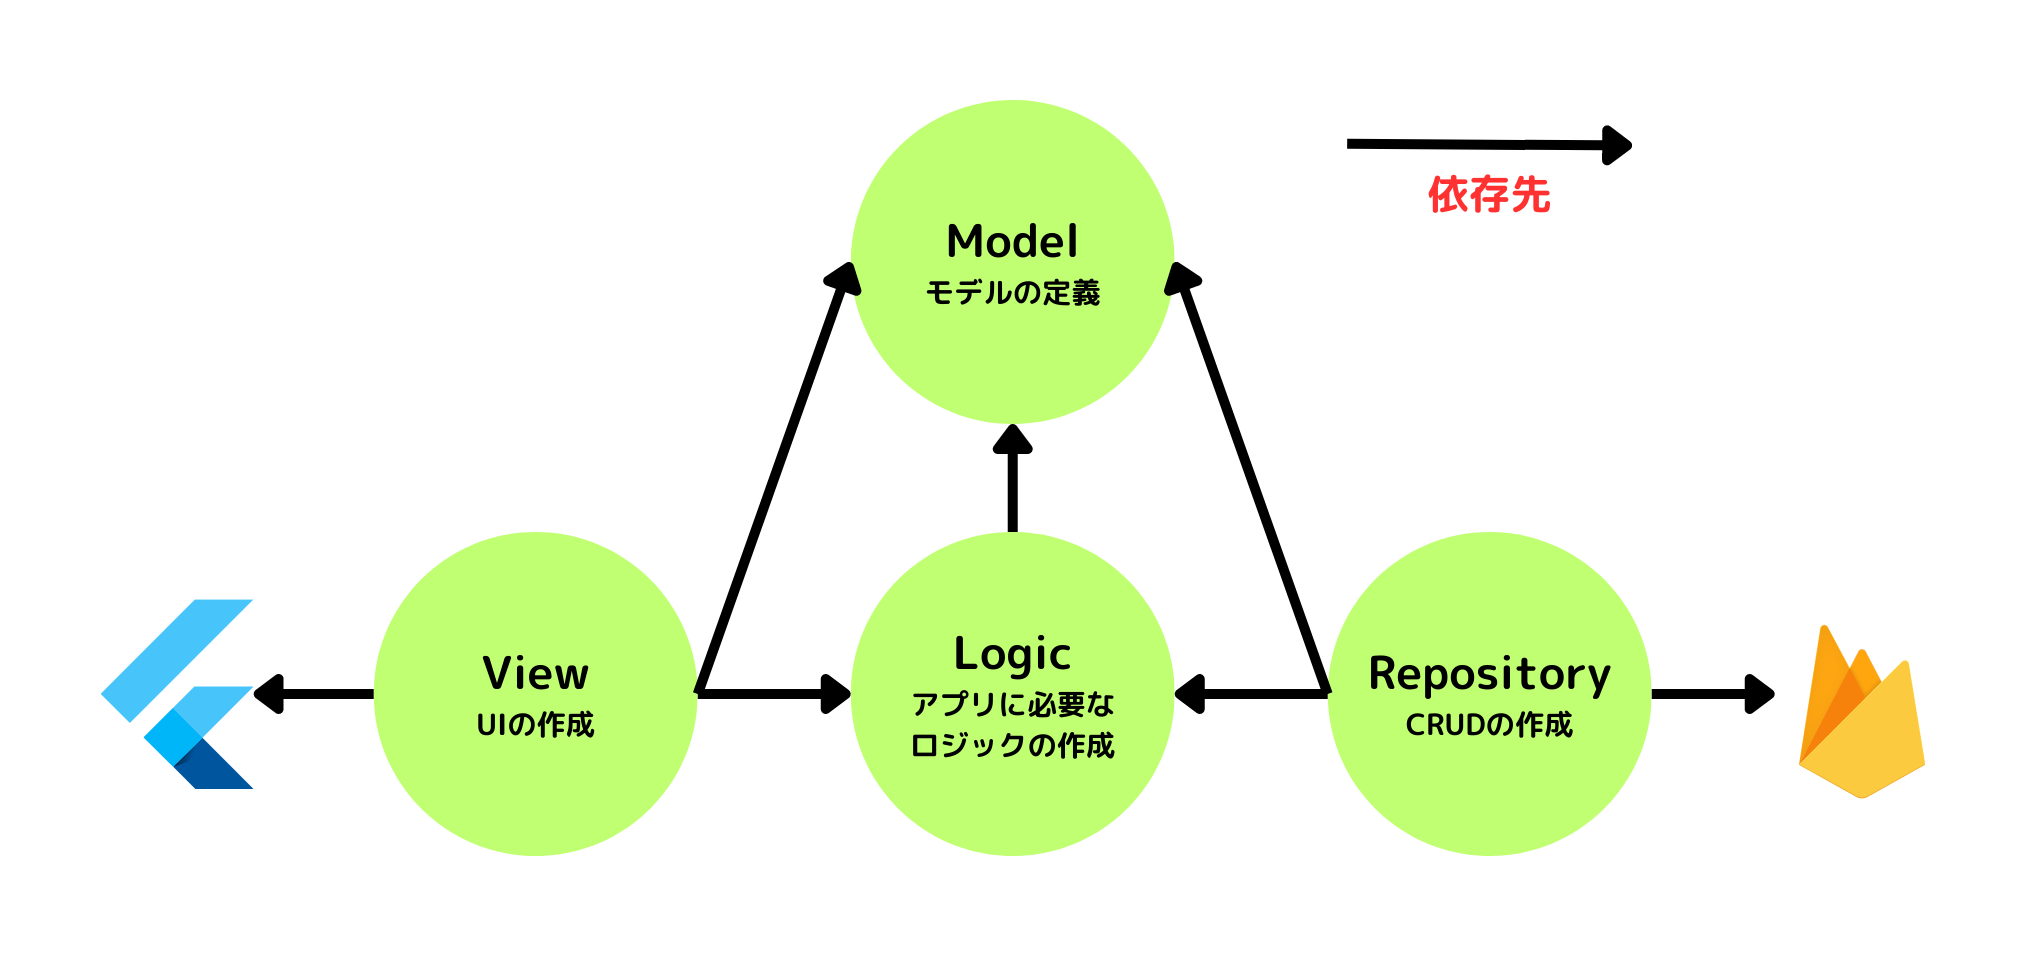 依存先
Model
モデルの定義
View
UIの作成
Logic
アプリに必要な
ロジックの作成
Repository
CRUDの作成